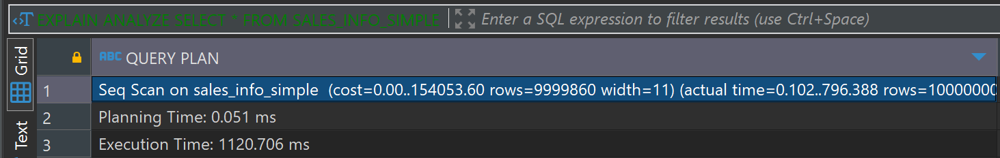 EXPLAIN ANALYZE SELECT * FROM SALES_INFO_SIMPLE Enter a SQL expression to filter results (use Ctrl+Space)
Grid
ABC QUERY PLAN
1 Seq Scan on sales_info_simple (cost=0.00..154053.60 rows=9999860 width=11) (actual time=0.102..796.388 rows=10000000
2 Planning Time: 0.051 ms
Text
3 Execution Time: 1120.706 ms